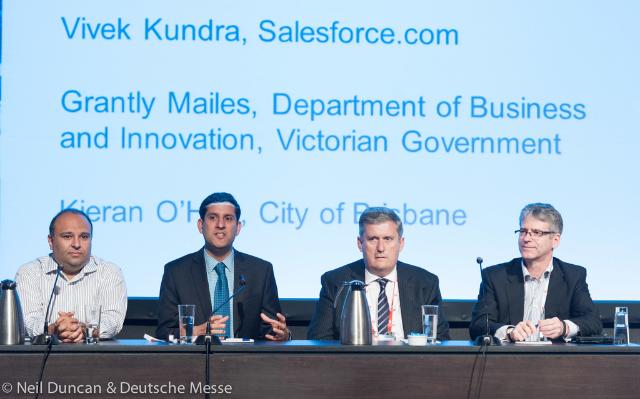 Vivek Kundra, Salesforce.com
Grantly Mailes, Department of Business
and Innovation, Victorian Government
Kieran City of Brisbane
© Neil Duncan & Deutsche Messe